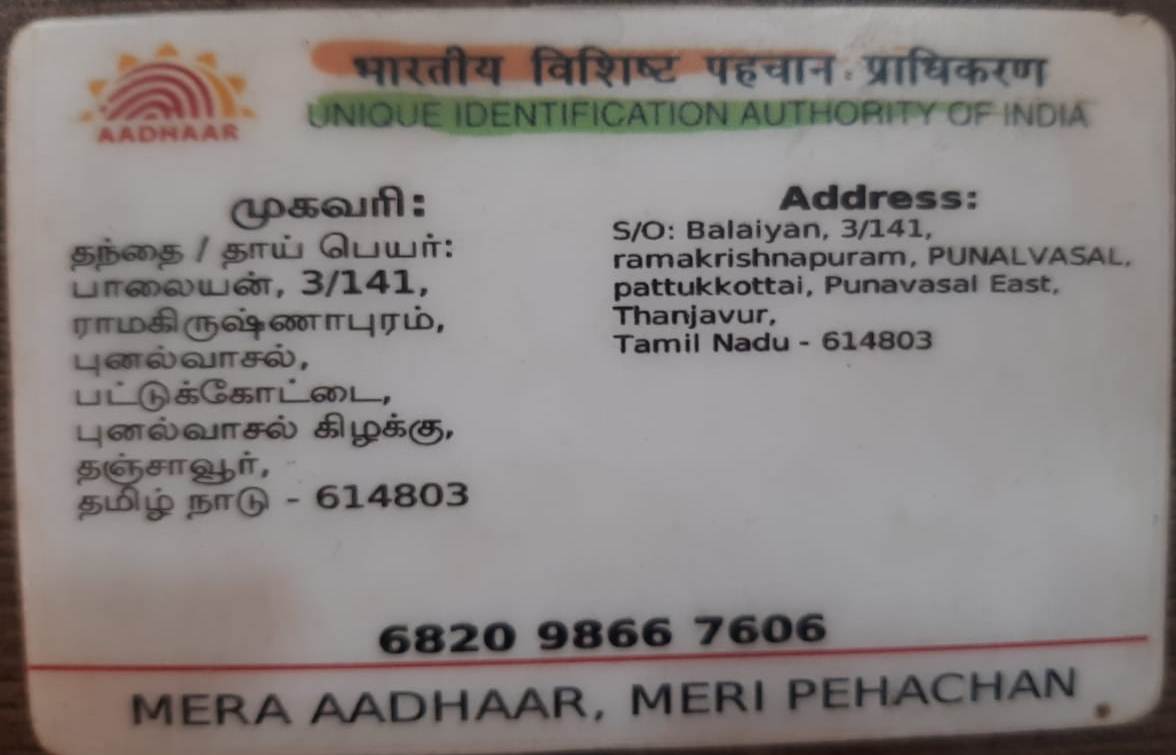 भारतीय विशिष्ट पहचान प्राधिकरण
AADHAAR
UNIQUE IDENTIFICATION AUTHORITY OF INDIA
முகவரி:
தந்தை / தாய் பெயர்:
பாலையன், 3/141,
ராமகிருஷ்ணாபுரம்,
புனல்வாசல்,
பட்டுக்கோட்டை,
புனல்வாசல் கிழக்கு,
தஞ்சாவூர்,
தமிழ் நாடு - 614803
Address:
S/O: Balaiyan, 3/141,
ramakrishnapuram, PUNALVASAL,
pattukkottai, Punavasal East,
Thanjavur,
Tamil Nadu - 614803
6820 9866 7606
MERA AADHAAR, MERI PEHACHAN